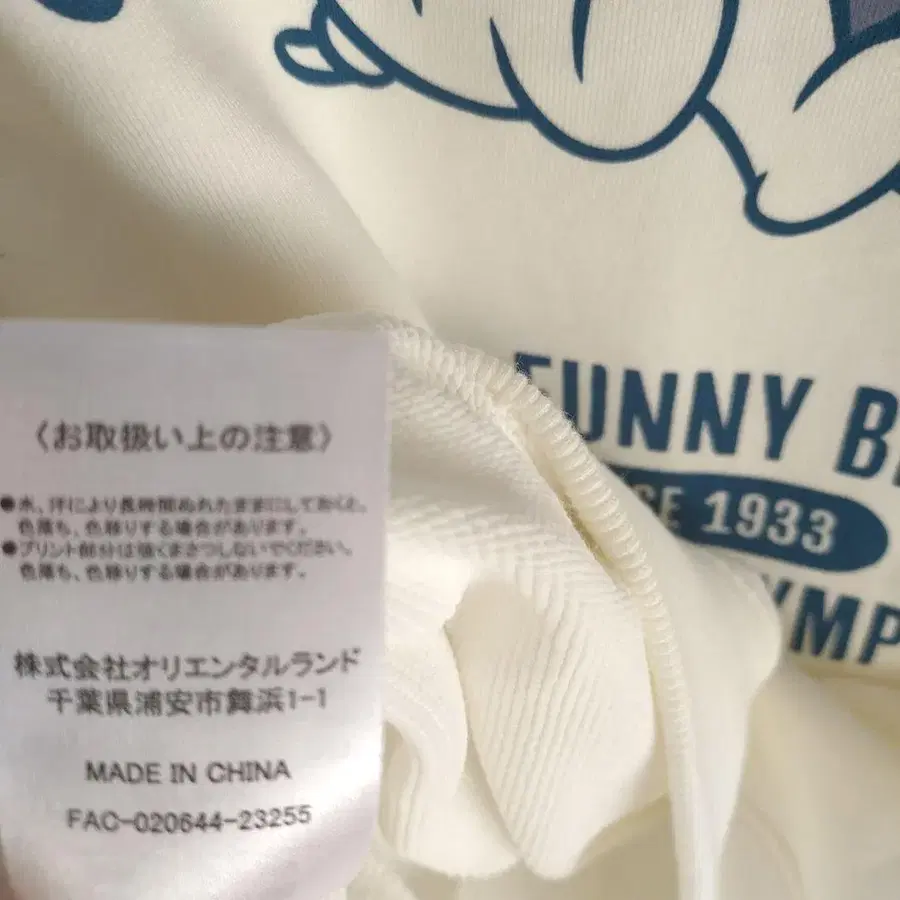 〈お取扱い上の注意〉
●水、汗により長時間ぬれたままにしておくと、
色落ち、色移りする場合があります。
●プリント部分は強くまさつしないでください。
色落ち、色移りする場合があります。
株式会社オリエンタルランド
千葉県浦安市舞浜1-1
MADE IN CHINA
FAC-020644-23255
FUNNY
1933